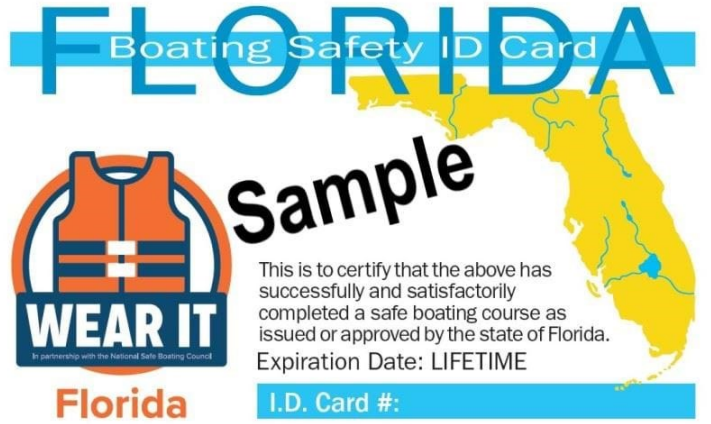 FLORIDA
Boating Safety ID Card
Sample
This is to certify that the above has
successfully and satisfactorily
completed a safe boating course as
issued or approved by the state of Florida.
Expiration Date: LIFETIME
I.D. Card #:
WEAR IT
In partnership with the National Safe Boating Council
Florida